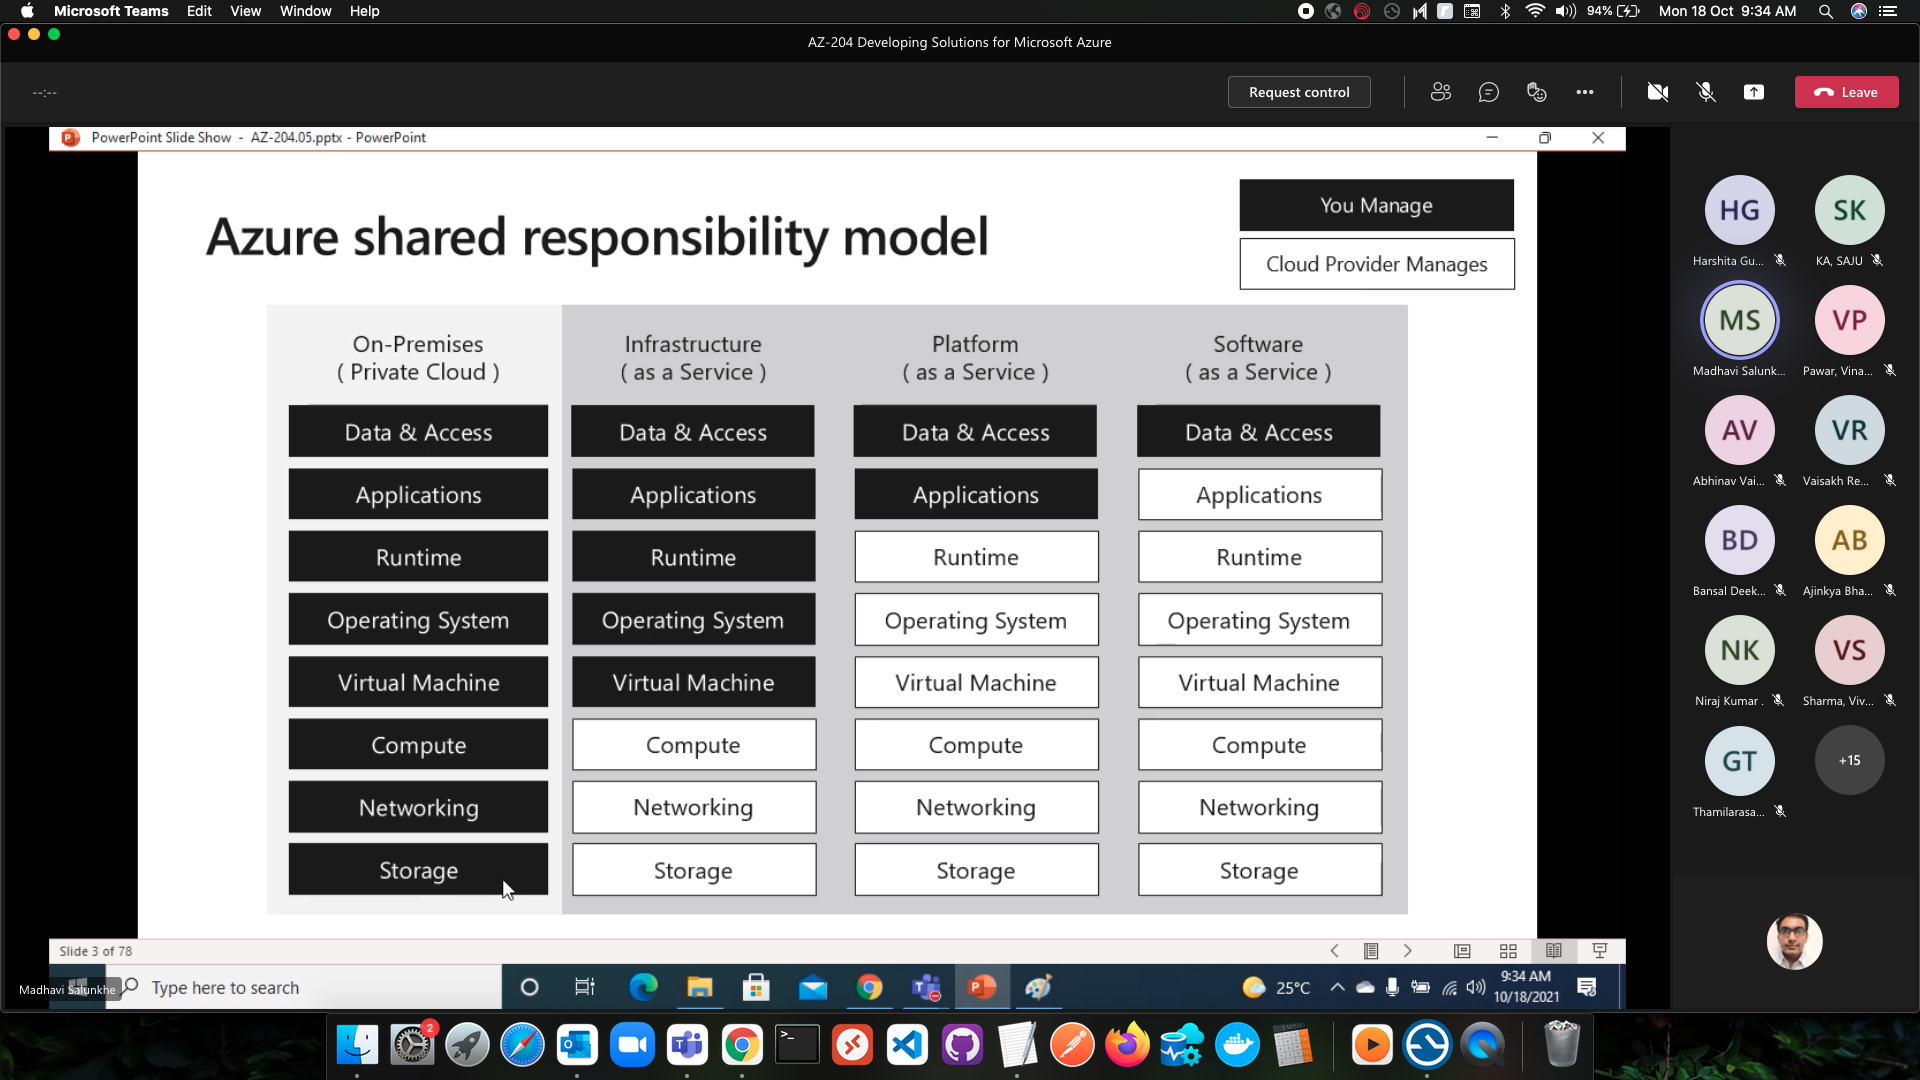 Microsoft Teams Edit View Window Help
94% Mon 18 Oct 9:34 AM
AZ-204 Developing Solutions for Microsoft Azure
--:--
Request control
Leave
PowerPoint Slide Show - AZ-204.05.pptx - PowerPoint
Azure shared responsibility model
You Manage
Cloud Provider Manages
On-Premises
( Private Cloud )
Infrastructure
( as a Service )
Platform
( as a Service )
Software
( as a Service )
Data & Access Data & Access Data & Access Data & Access
Applications Applications Applications Applications
Runtime Runtime Runtime Runtime
Operating System Operating System Operating System Operating System
Virtual Machine Virtual Machine Virtual Machine Virtual Machine
Compute Compute Compute Compute
Networking Networking Networking Networking
Storage Storage Storage Storage
HG SK
Harshita Gu... KA, SAJU
MS VP
Madhavi Salunk... Pawar, Vina...
AV VR
Abhinav Vai... Vaisakh Re...
BD AB
Bansal Deek... Ajinkya Bha...
NK VS
Niraj Kumar . Sharma, Viv...
GT +15
Thamilarasa...
Slide 3 of 78
Madhavi Salunkhe
Type here to search
25°C
9:34 AM
10/18/2021
2